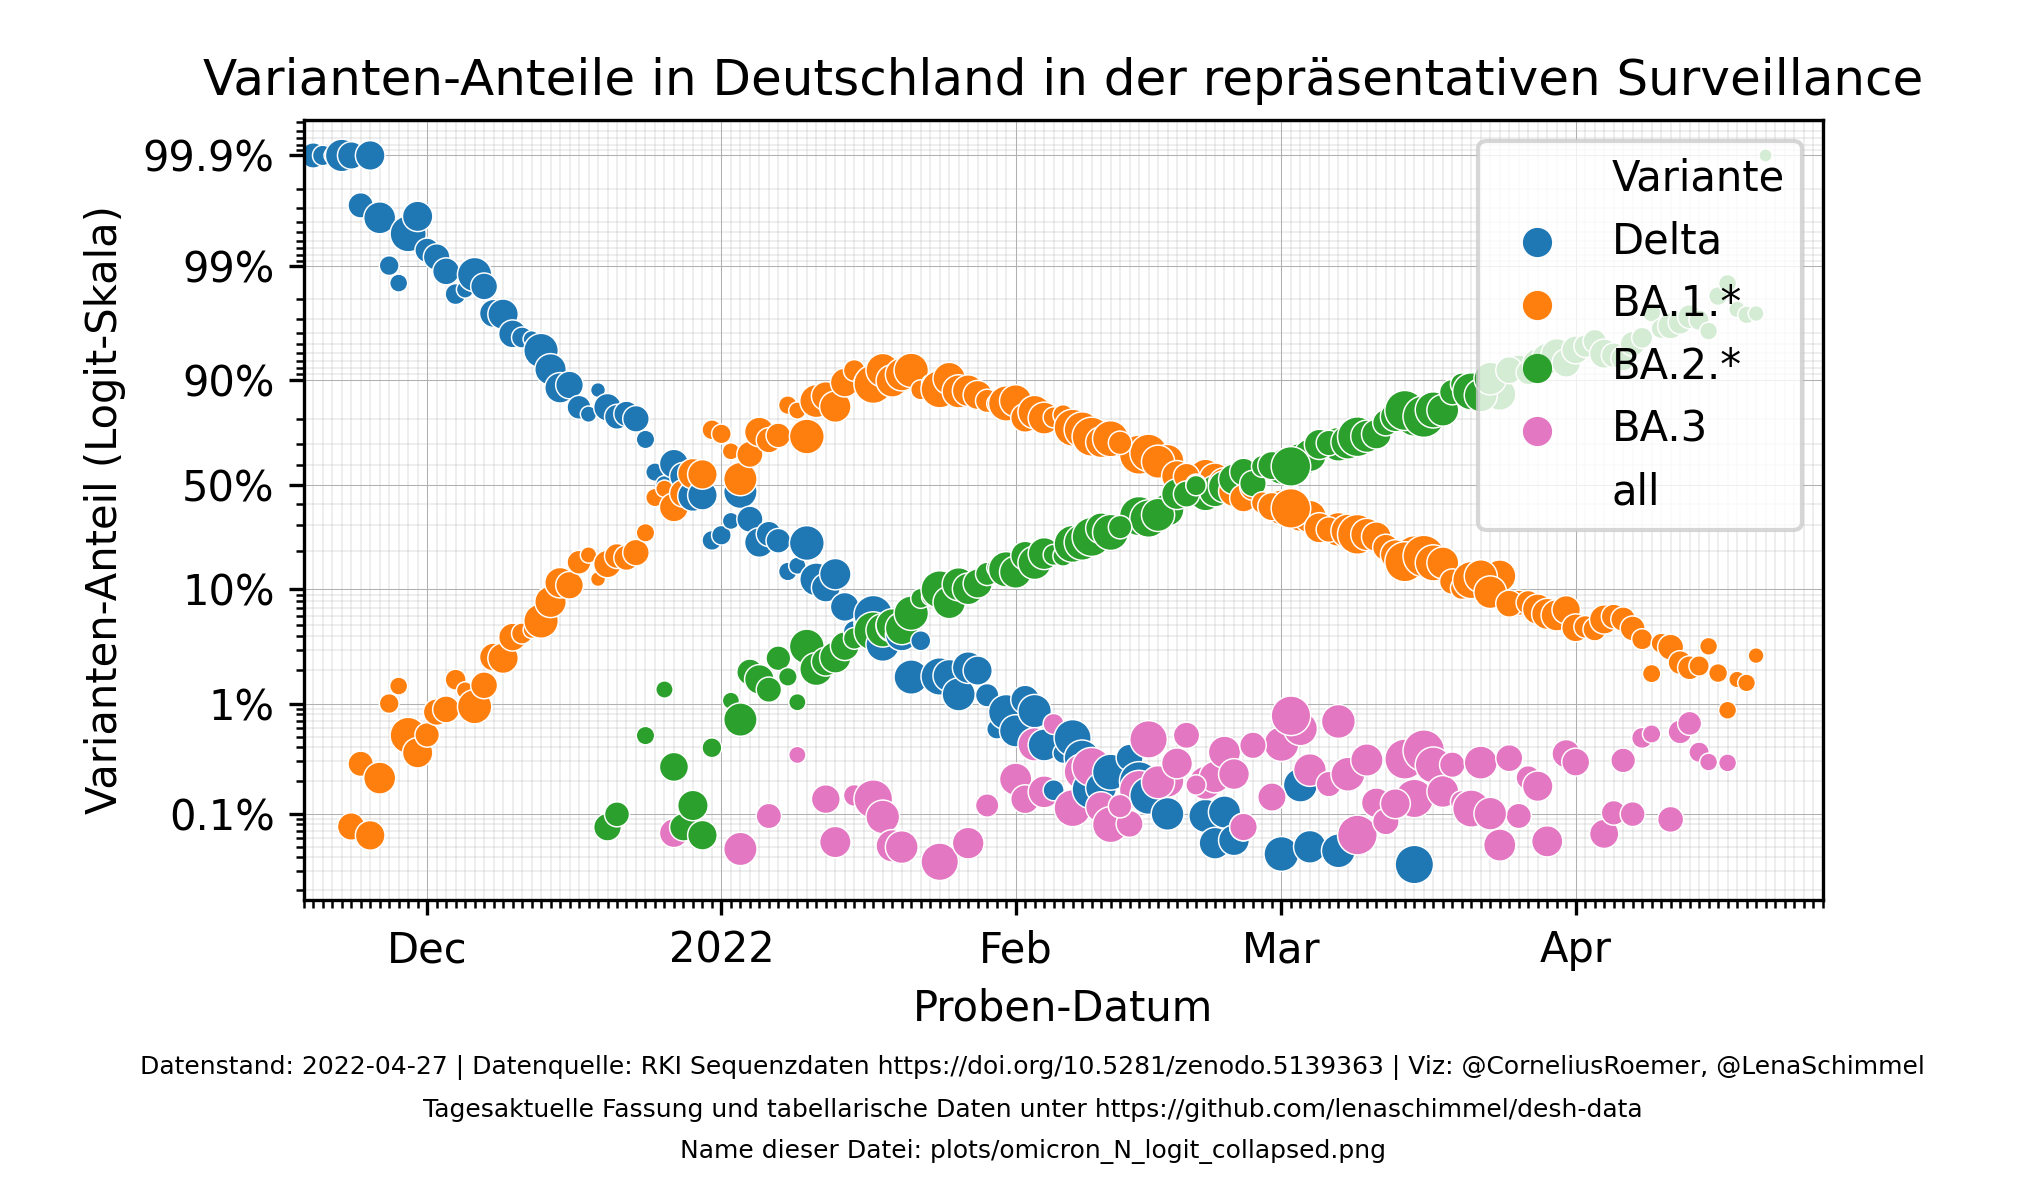 Varianten-Anteile in Deutschland in der repräsentativen Surveillance
Varianten-Anteil (Logit-Skala)
99.9%
99%
90%
50%
10%
1%
0.1%
Variante
Delta
BA.1.*
BA.2.*
BA.3
all
Dec
2022
Feb
Mar
Apr
Proben-Datum
Datenstand: 2022-04-27 | Datenquelle: RKI Sequenzdaten https://doi.org/10.5281/zenodo.5139363 | Viz: @CorneliusRoemer, @LenaSchimmel
Tagesaktuelle Fassung und tabellarische Daten unter https://github.com/lenaschimmel/desh-data
Name dieser Datei: plots/omicron_N_logit_collapsed.png